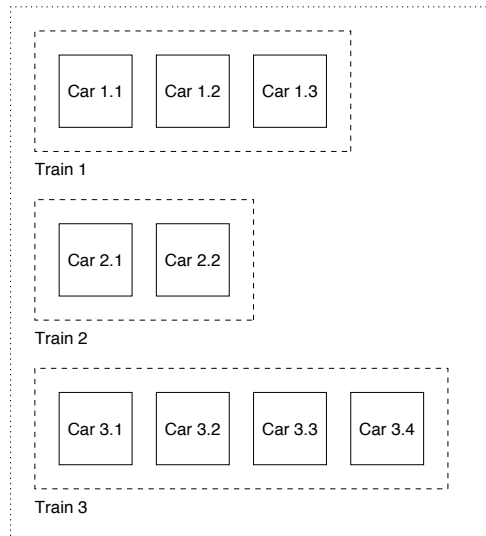 Car 1.1 Car 1.2 Car 1.3
Train 1
Car 2.1 Car 2.2
Train 2
Car 3.1 Car 3.2 Car 3.3 Car 3.4
Train 3